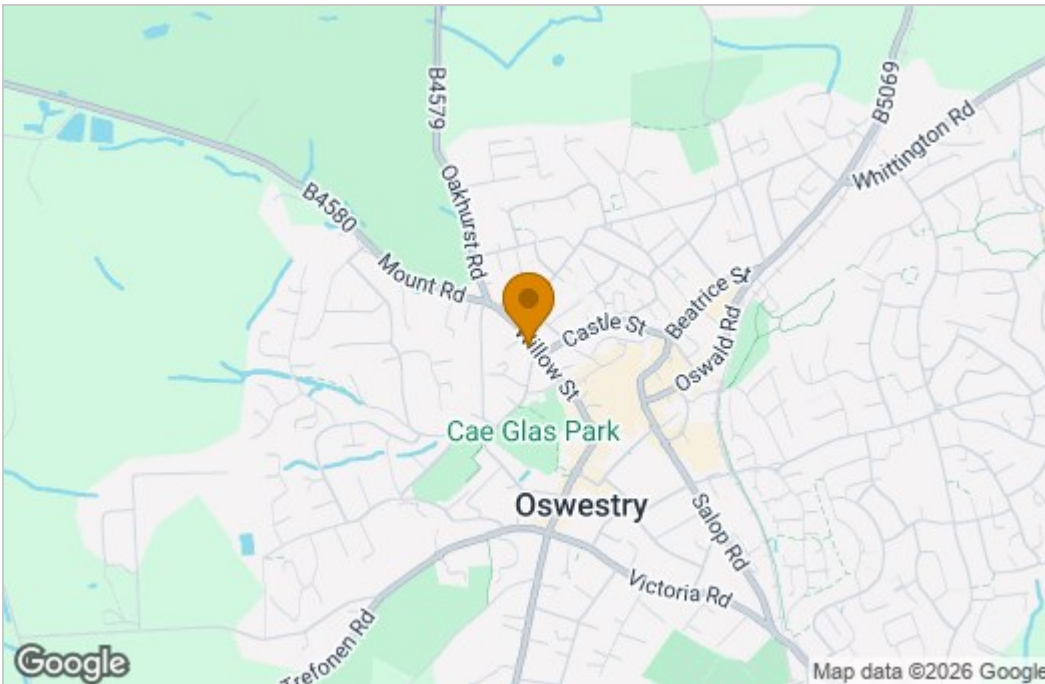 B4579
B5069
Whittington Rd
Oakhurst Rd
B4580
Mount Rd
Beatrice St
Castle St
Willow St
Oswald Rd
Cae Glas Park
Oswestry
Salop Rd
Victoria Rd
Trefonen Rd
Google
Map data ©2026 Google